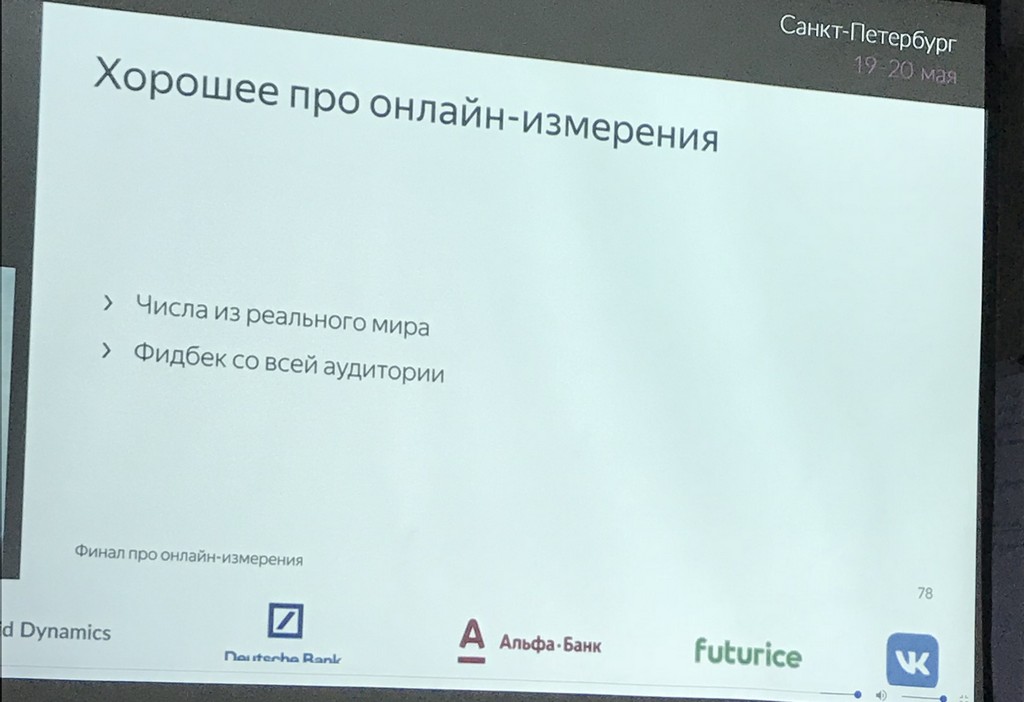 Санкт-Петербург
19-20 мая
Хорошее про онлайн-измерения
› Числа из реального мира
› Фидбек со всей аудитории
Финал про онлайн-измерения
78
id Dynamics
Deutsche Bank
А Альфа·Банк
futurice
VK